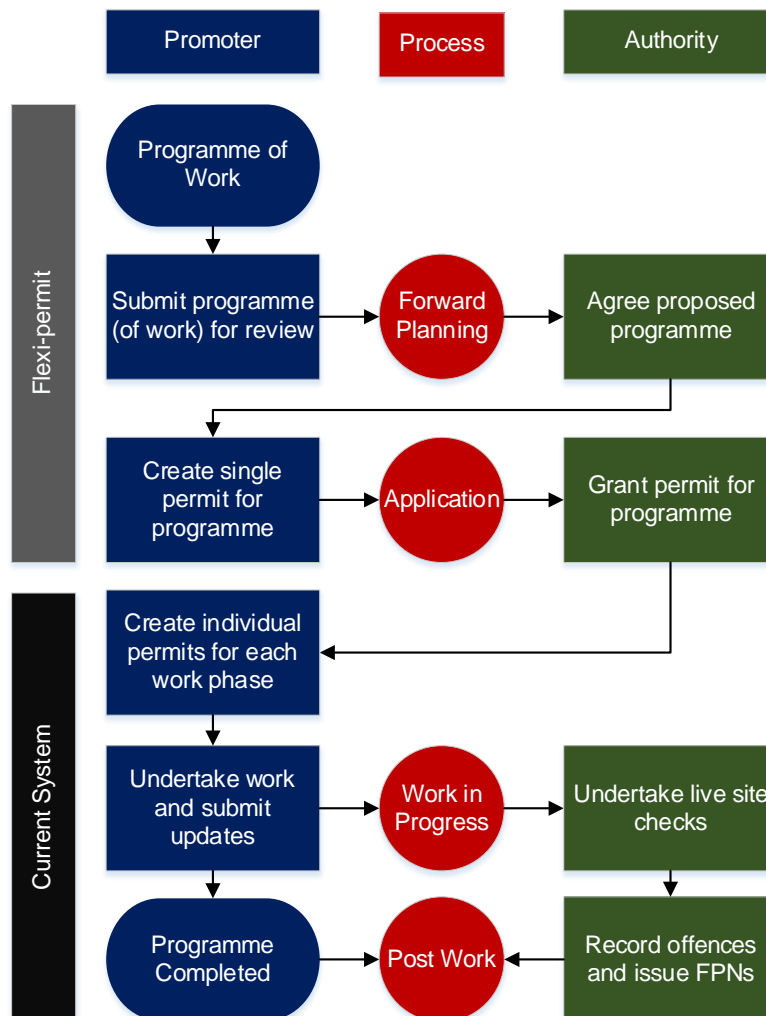 Promoter
Process
Authority
Flexi-permit
Programme of
Work
Submit programme
(of work) for review
Forward
Planning
Agree proposed
programme
Create single
permit for
programme
Application
Grant permit for
programme
Current System
Create individual
permits for each
work phase
Undertake work
and submit
updates
Work in
Progress
Undertake live site
checks
Programme
Completed
Post Work
Record offences
and issue FPNs